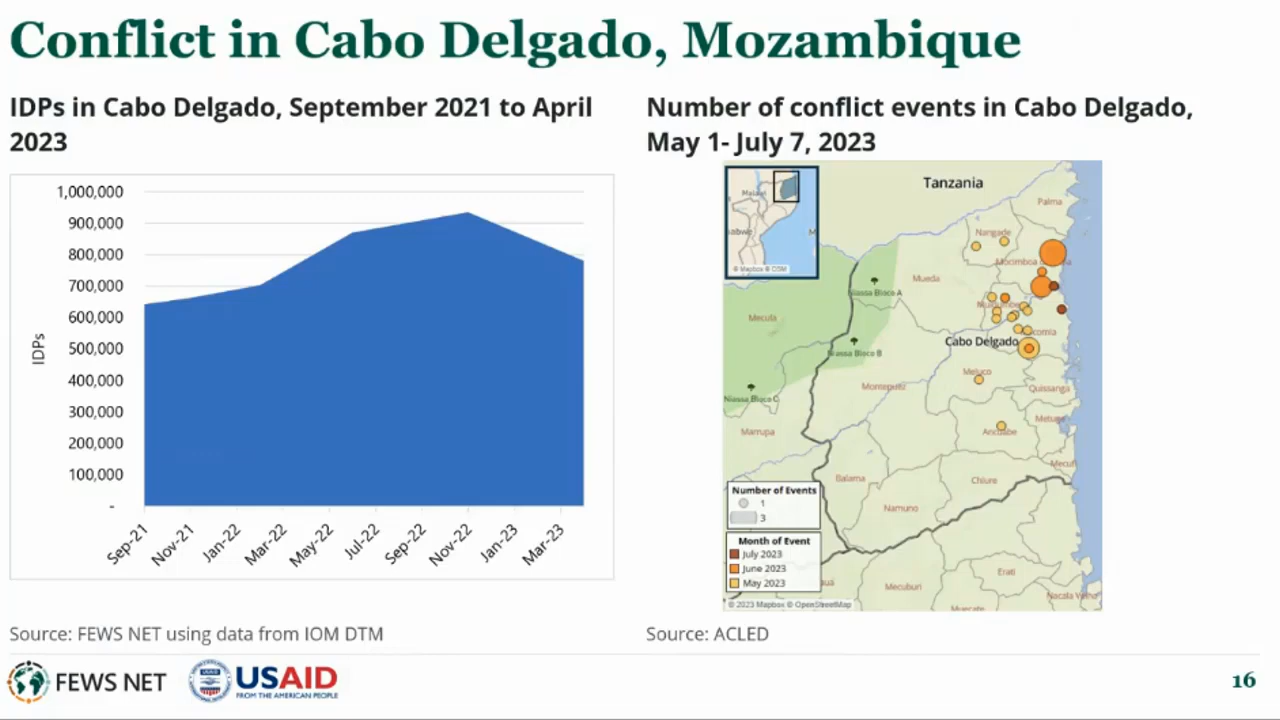 Conflict in Cabo Delgado, Mozambique
IDPs in Cabo Delgado, September 2021 to April
2023
1,000,000
900,000
800,000
700,000
600,000
500,000
400,000
300,000
200,000
100,000
-
IDPs
Sep-21
Nov-21
Jan-22
Mar-22
May-22
Jul-22
Sep-22
Nov-22
Jan-23
Mar-23
Source: FEWS NET using data from IOM DTM
Number of conflict events in Cabo Delgado,
May 1- July 7, 2023
Malawi
© Mapbox © OSM
Tanzania
Palma
Nangade
Mueda
Niassa Bloco A
Mecula
Niassa Bloco B
Cabo Delgado
Meluco
Montepuez
Quissanga
Niassa Bloco C
Marrupa
Ancuabe
Balama
Chiure
Namuno
Mecuburi
Erati
Number of Events
1
3
Month of Event
July 2023
June 2023
May 2023
© 2023 Mapbox © OpenStreetMap
Source: ACLED
FEWS NET
USAID
FROM THE AMERICAN PEOPLE
16